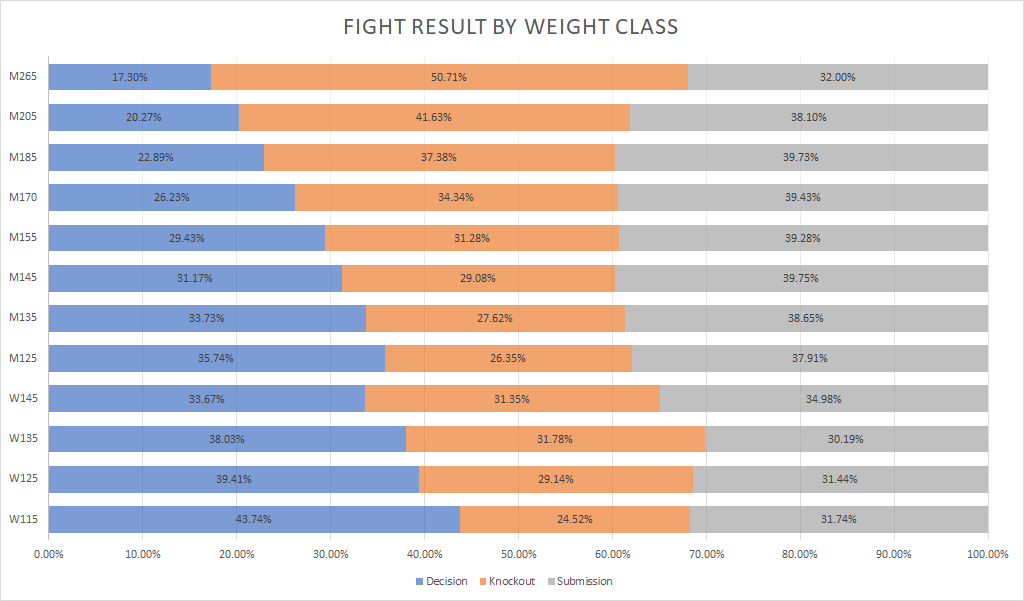 FIGHT RESULT BY WEIGHT CLASS
M265 17.30% 50.71% 32.00%
M205 20.27% 41.63% 38.10%
M185 22.89% 37.38% 39.73%
M170 26.23% 34.34% 39.43%
M155 29.43% 31.28% 39.28%
M145 31.17% 29.08% 39.75%
M135 33.73% 27.62% 38.65%
M125 35.74% 26.35% 37.91%
W145 33.67% 31.35% 34.98%
W135 38.03% 31.78% 30.19%
W125 39.41% 29.14% 31.44%
W115 43.74% 24.52% 31.74%
0.00% 10.00% 20.00% 30.00% 40.00% 50.00% 60.00% 70.00% 80.00% 90.00% 100.00%
Decision Knockout Submission